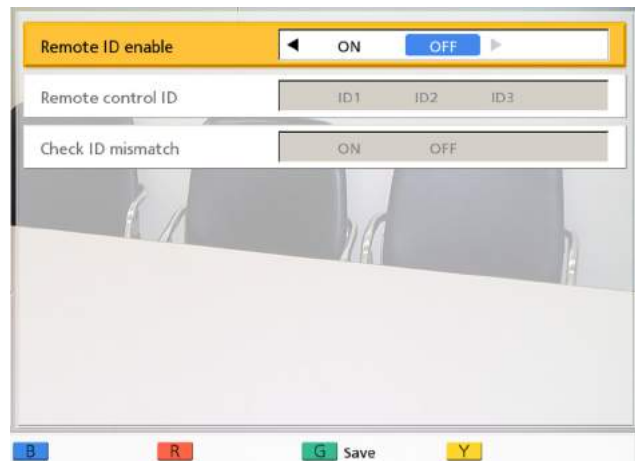 Remote ID enable ON OFF
Remote control ID ID1 ID2 ID3
Check ID mismatch ON OFF
B R G Save Y